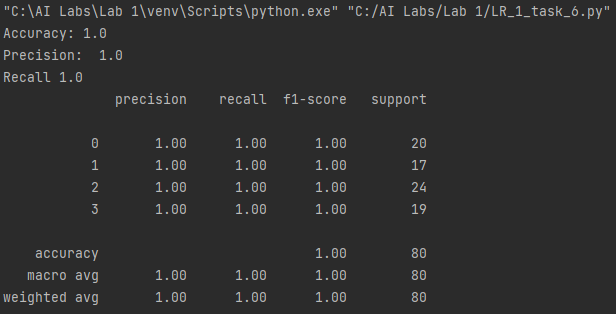 "C:\AI Labs\Lab 1\venv\Scripts\python.exe" "C:/AI Labs/Lab 1/LR_1_task_6.py"
Accuracy: 1.0
Precision:  1.0
Recall 1.0
              precision    recall  f1-score   support

           0       1.00      1.00      1.00        20
           1       1.00      1.00      1.00        17
           2       1.00      1.00      1.00        24
           3       1.00      1.00      1.00        19

    accuracy                           1.00        80
   macro avg       1.00      1.00      1.00        80
weighted avg       1.00      1.00      1.00        80